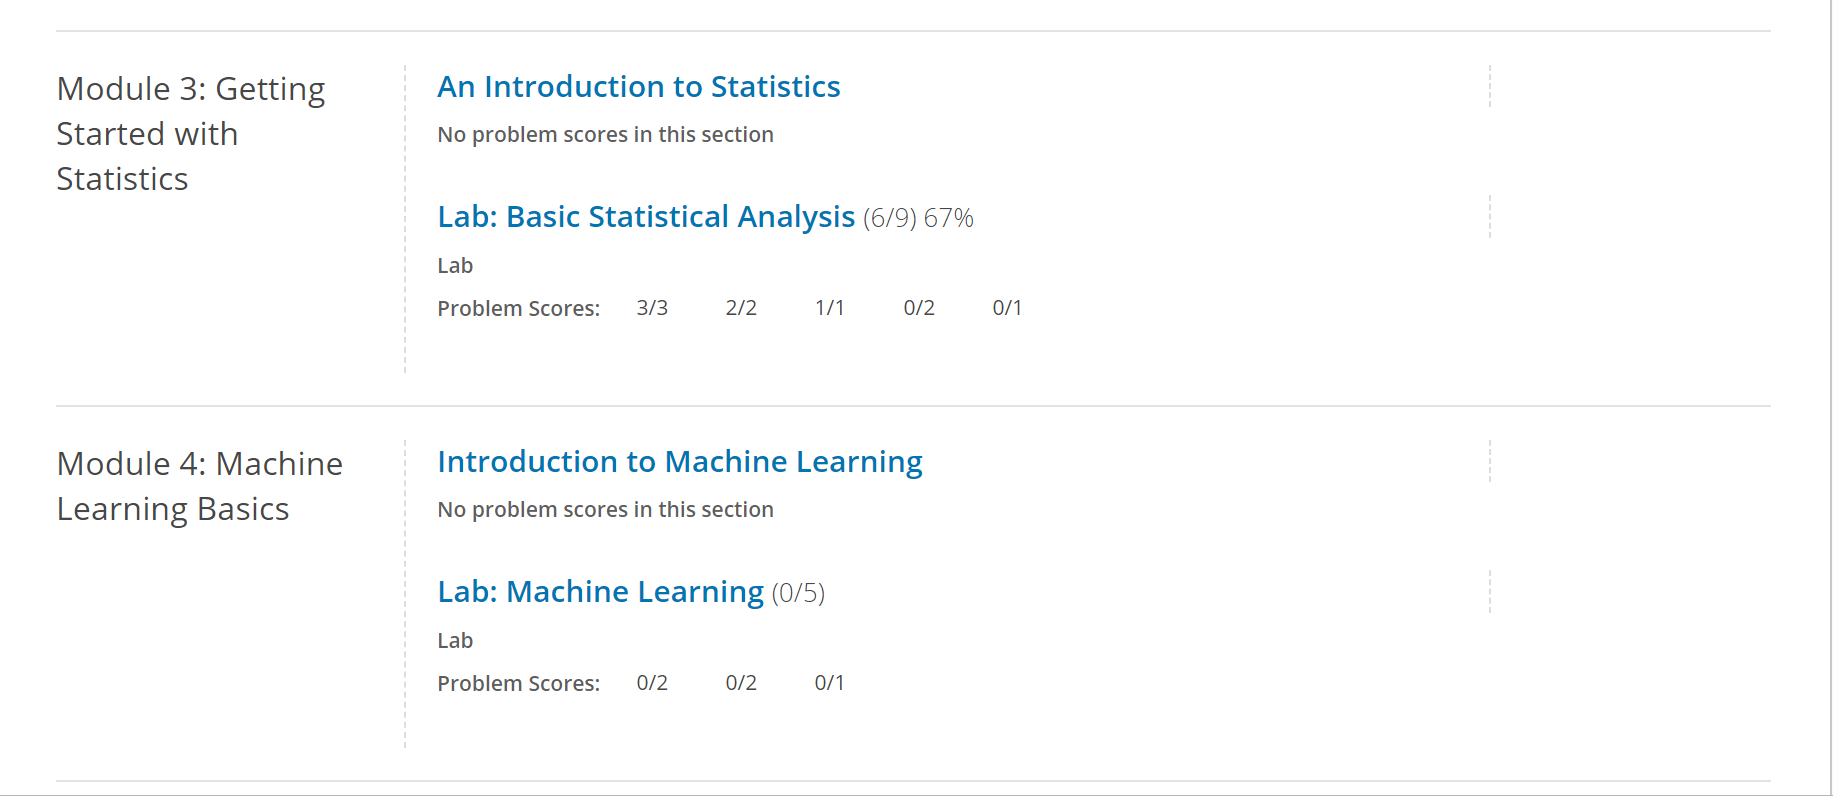 Module 3: Getting
Started with
Statistics
An Introduction to Statistics
No problem scores in this section
Lab: Basic Statistical Analysis (6/9) 67%
Lab
Problem Scores: 3/3 2/2 1/1 0/2 0/1
Module 4: Machine
Learning Basics
Introduction to Machine Learning
No problem scores in this section
Lab: Machine Learning (0/5)
Lab
Problem Scores: 0/2 0/2 0/1